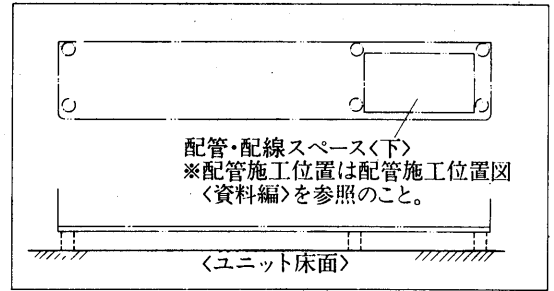 配管・配線スペース〈下〉
※配管施工位置は配管施工位置図
〈資料編〉を参照のこと。
〈ユニット床面〉